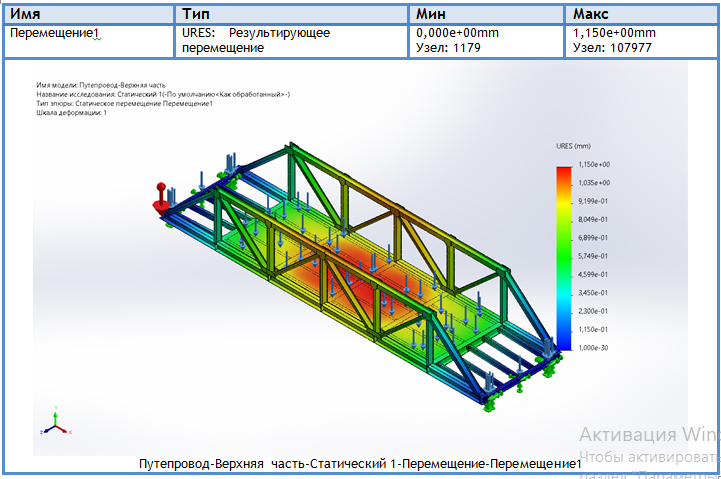 Имя Тип Мин Макс
Перемещение1 URES: Результирующее 0,000e+00mm 1,150e+00mm
перемещение Узел: 1179 Узел: 107977
Имя модели: Путепровод-Верхняя часть
Название исследования: Статический 1(-По умолчанию<Как обработанный>-)
Тип эпюры: Статическое перемещение Перемещение1
Шкала деформации: 1
URES (mm)
1,150e+00
1,035e+00
9,199e-01
8,049e-01
6,899e-01
5,749e-01
4,599e-01
3,450e-01
2,300e-01
1,150e-01
1,000e-30
Активация Win
Чтобы активировать
Путепровод-Верхняя часть-Статический 1-Перемещение-Перемещение1
раздел "Параметры